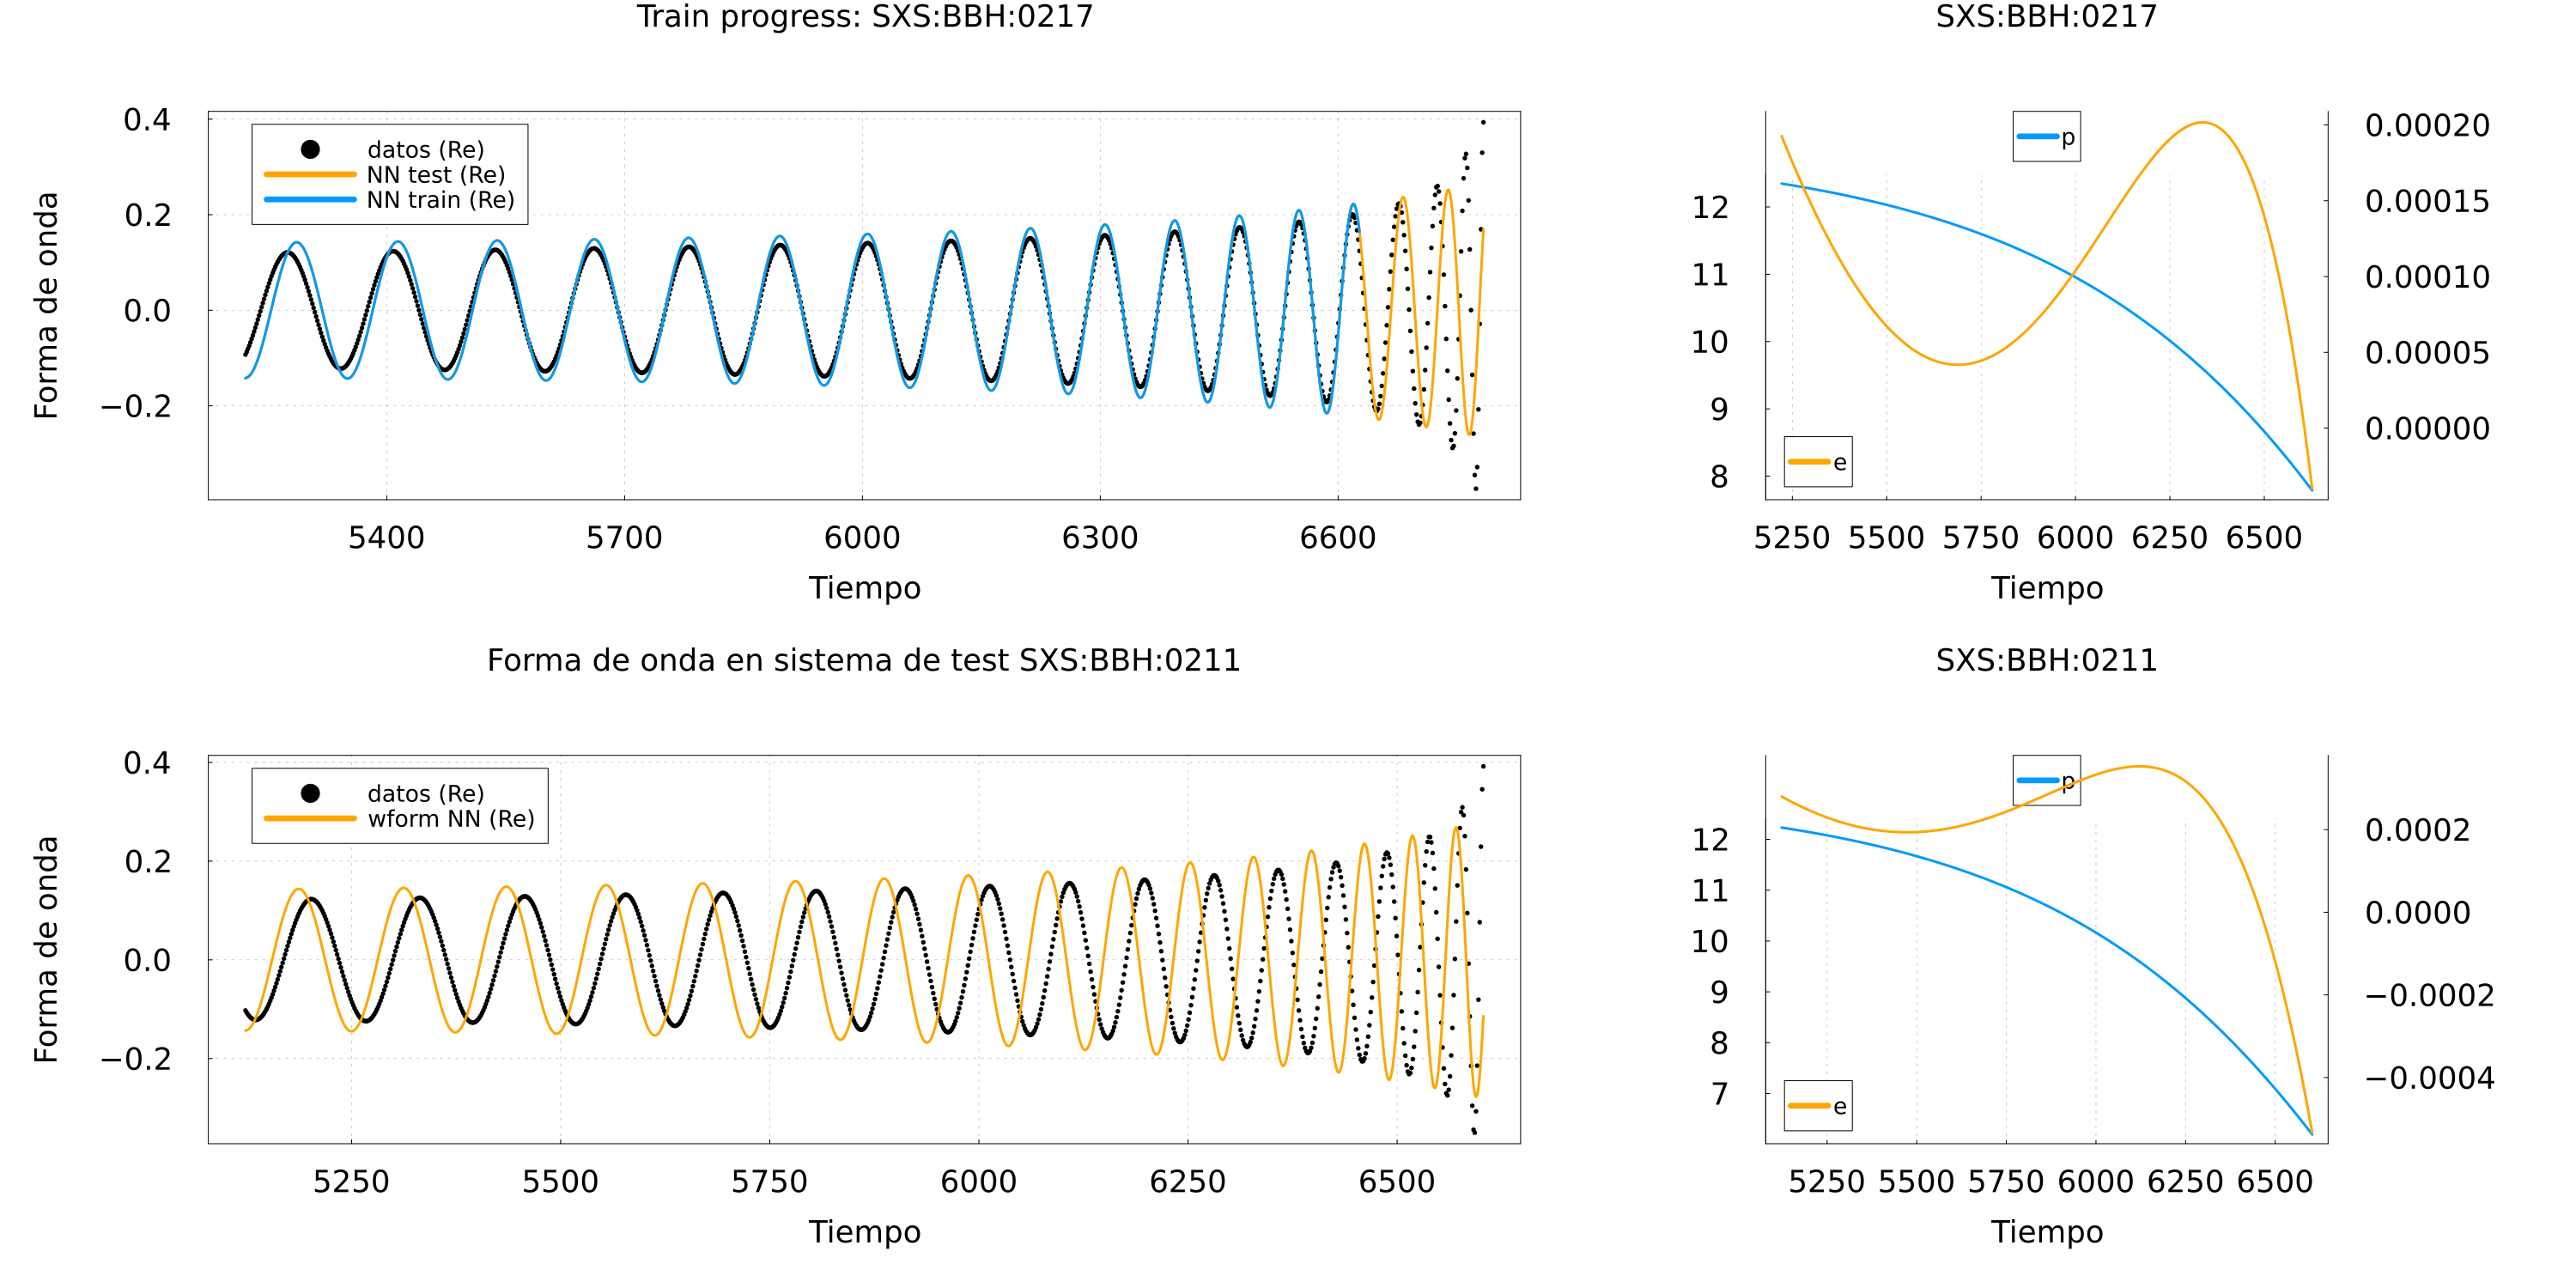 Train progress: SXS:BBH:0217
Forma de onda
0.4
0.2
0.0
−0.2
datos (Re)
NN test (Re)
NN train (Re)
5400 5700 6000 6300 6600
Tiempo
SXS:BBH:0217
12
11
10
9
8
p
e
0.00020
0.00015
0.00010
0.00005
0.00000
5250 5500 5750 6000 6250 6500
Tiempo
Forma de onda en sistema de test SXS:BBH:0211
Forma de onda
0.4
0.2
0.0
−0.2
datos (Re)
wform NN (Re)
5250 5500 5750 6000 6250 6500
Tiempo
SXS:BBH:0211
12
11
10
9
8
7
p
e
0.0002
0.0000
−0.0002
−0.0004
5250 5500 5750 6000 6250 6500
Tiempo